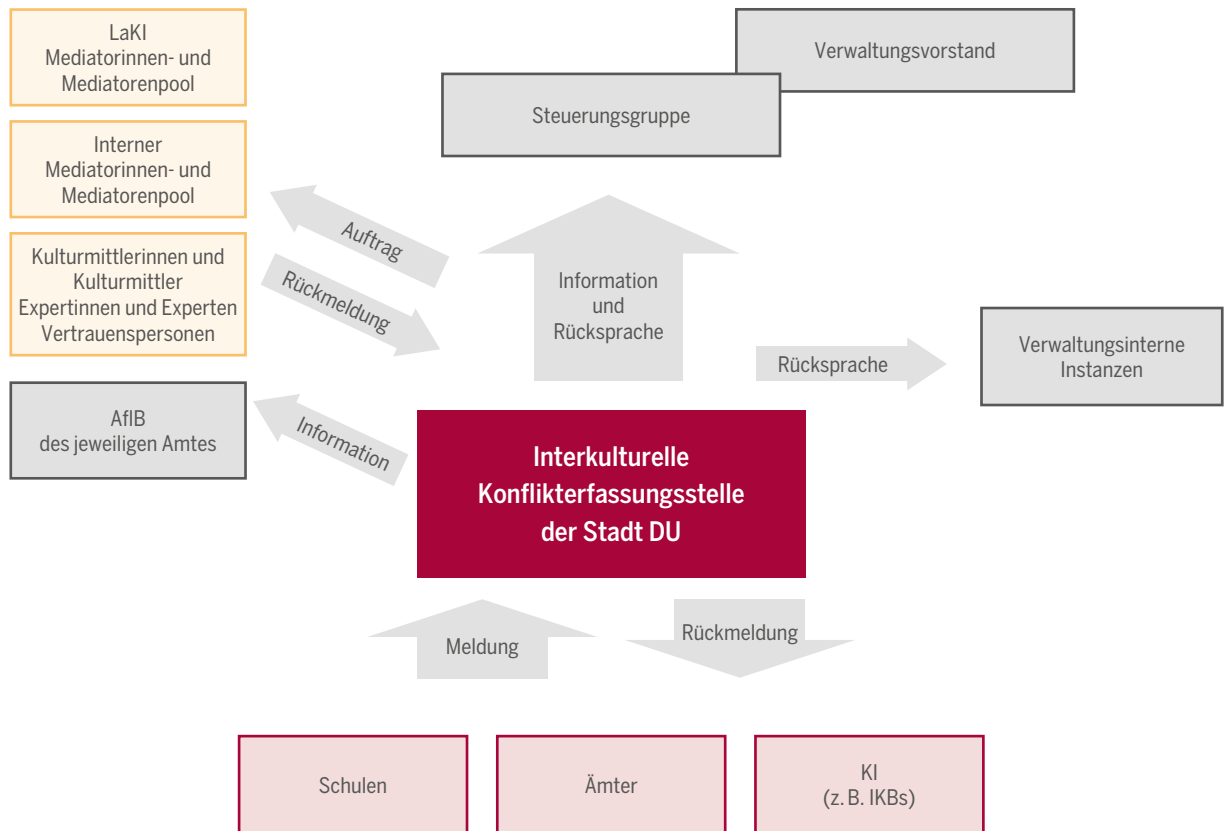 LaKI
Mediatorinnen- und
Mediatorenpool
Verwaltungsvorstand
Steuerungsgruppe
Interner
Mediatorinnen- und
Mediatorenpool
Auftrag
Kulturmittlerinnen und
Kulturmittler
Expertinnen und Experten
Vertrauenspersonen
Rückmeldung
Information
und
Rücksprache
Rücksprache
Verwaltungsinterne
Instanzen
AfIB
des jeweiligen Amtes
Information
Interkulturelle
Konflikterfassungsstelle
der Stadt DU
Meldung
Rückmeldung
Schulen
Ämter
KI
(z. B. IKBs)